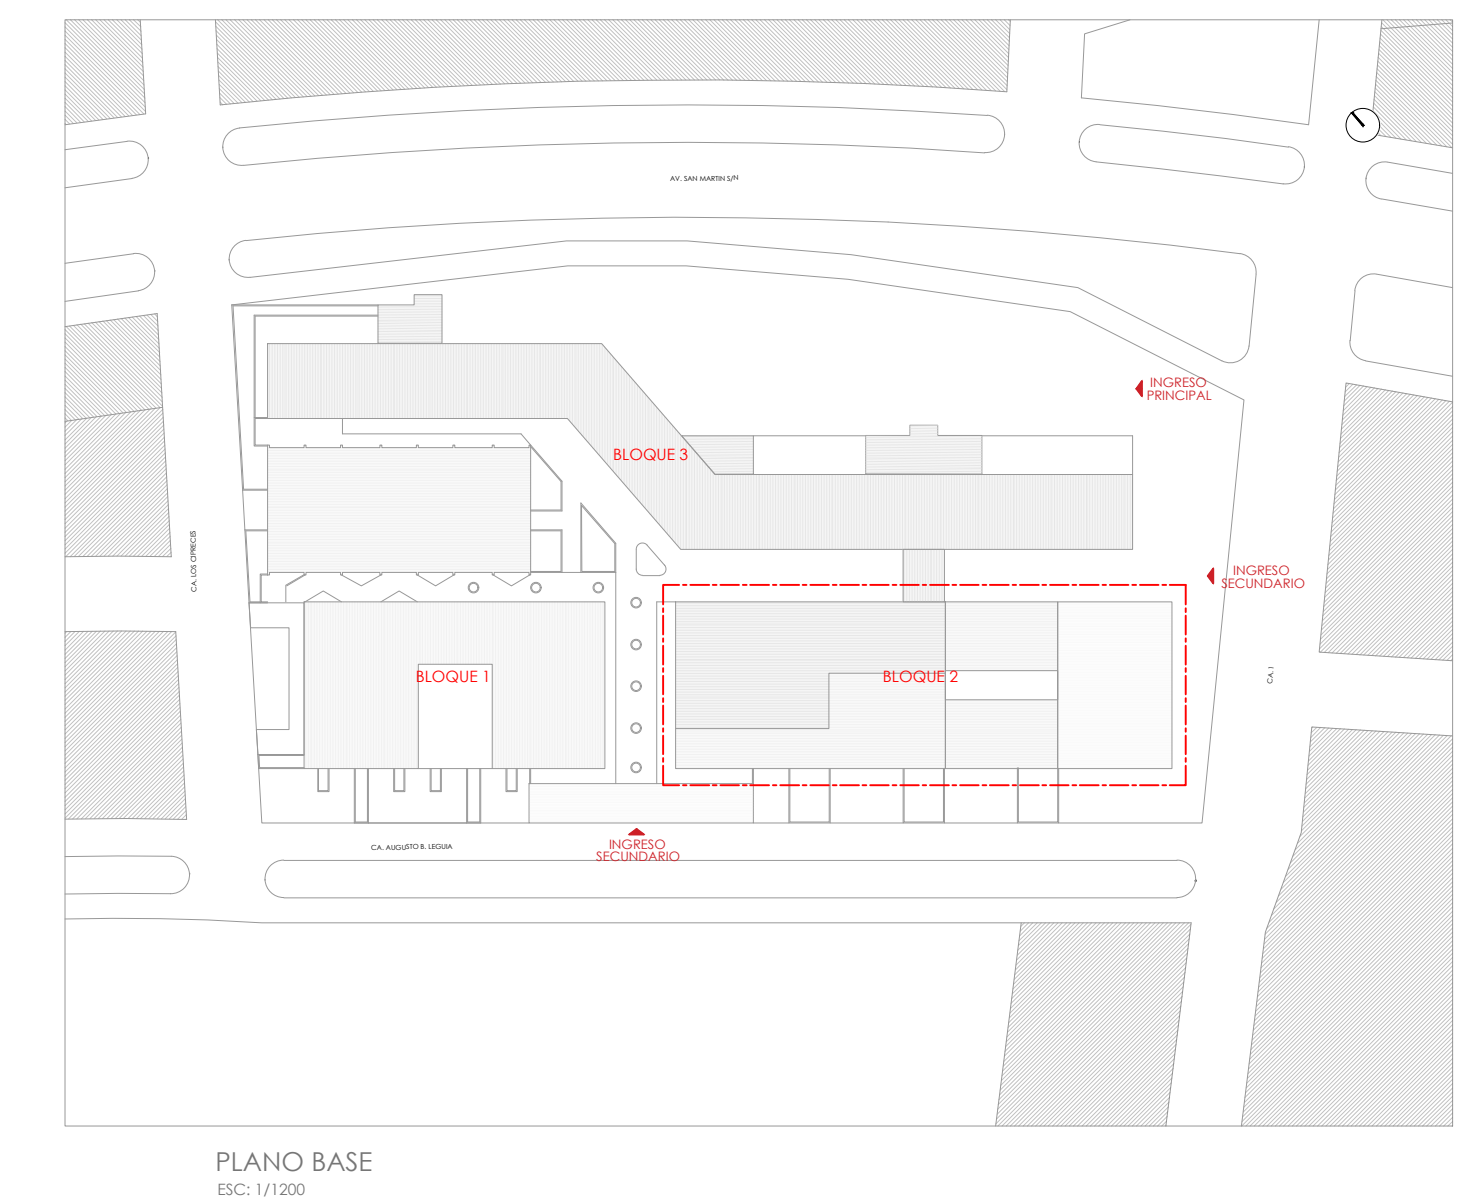 AV. SAN MARTIN S/N
INGRESO
PRINCIPAL
BLOQUE 3
CA. LOS CIPRECES
INGRESO
SECUNDARIO
BLOQUE 1
BLOQUE 2
CA. I
CA. AUGUSTO B. LEGUIA
INGRESO
SECUNDARIO
PLANO BASE
ESC: 1/1200